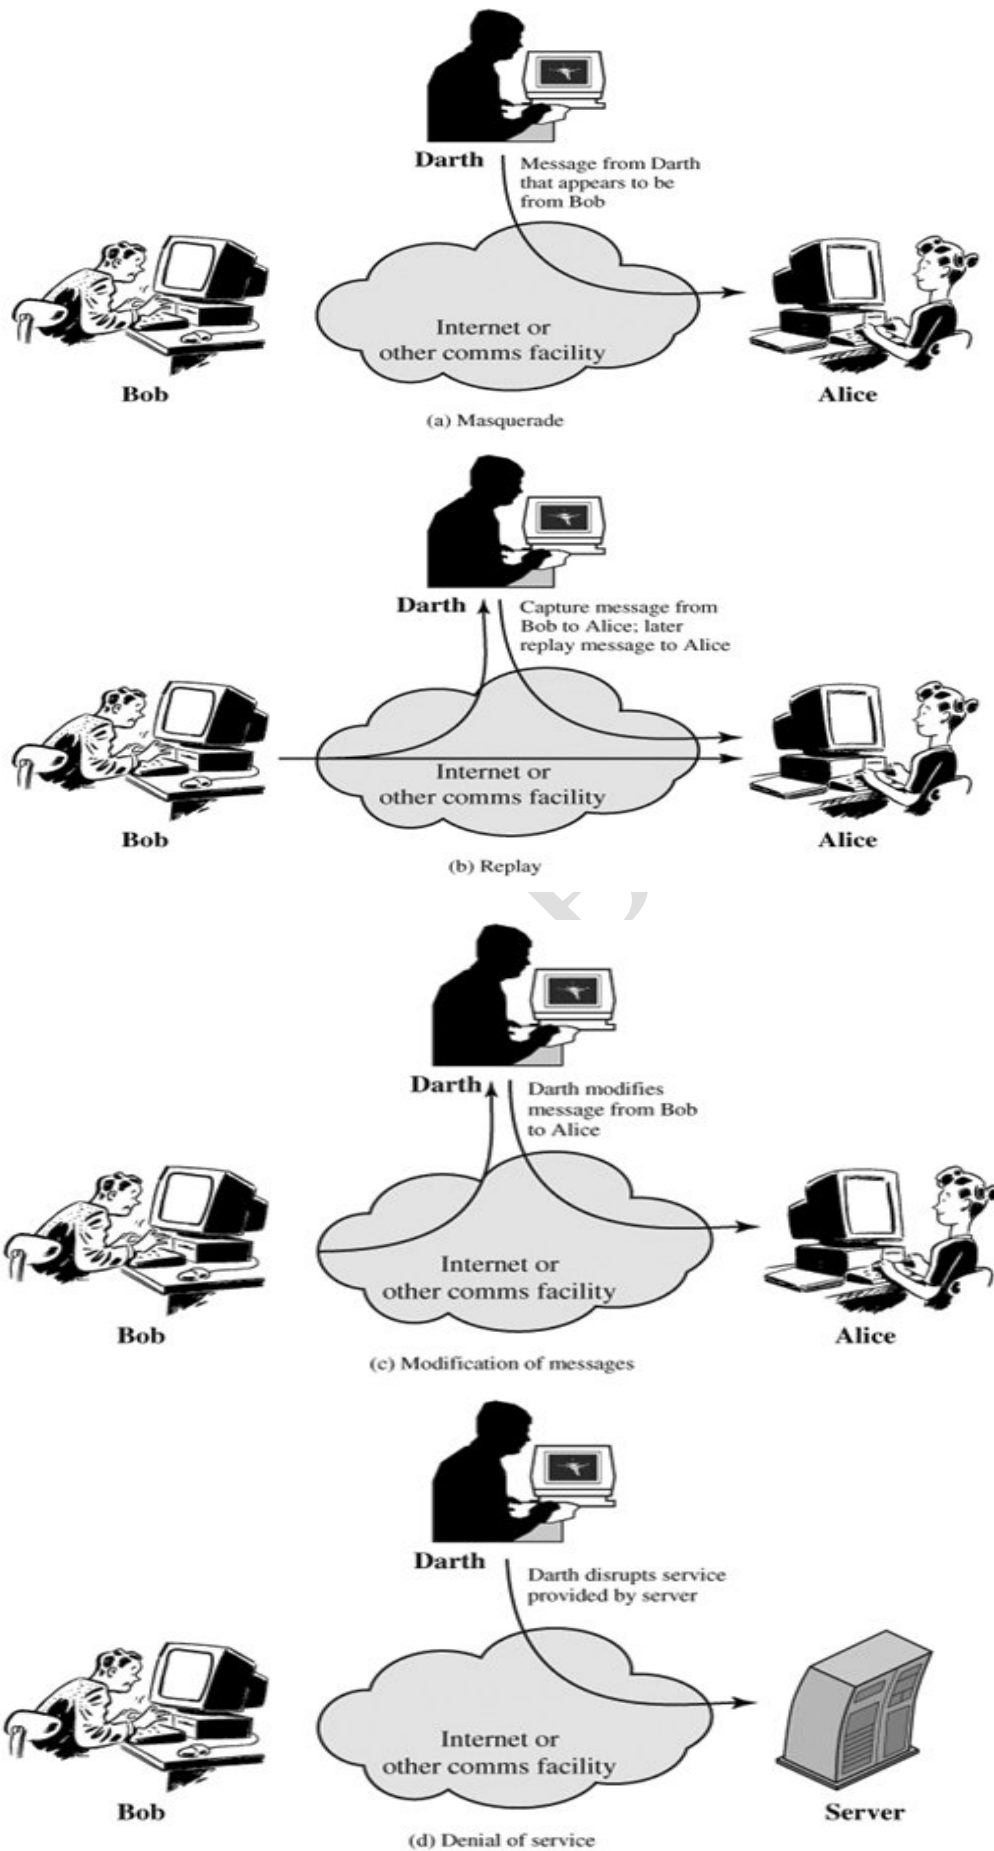 Darth
Message from Darth
that appears to be
from Bob
Internet or
other comms facility
Bob
Alice
(a) Masquerade
Darth
Capture message from
Bob to Alice; later
replay message to Alice
Internet or
other comms facility
Bob
Alice
(b) Replay
Darth
Darth modifies
message from Bob
to Alice
Internet or
other comms facility
Bob
Alice
(c) Modification of messages
Darth
Darth disrupts service
provided by server
Internet or
other comms facility
Bob
Server
(d) Denial of service